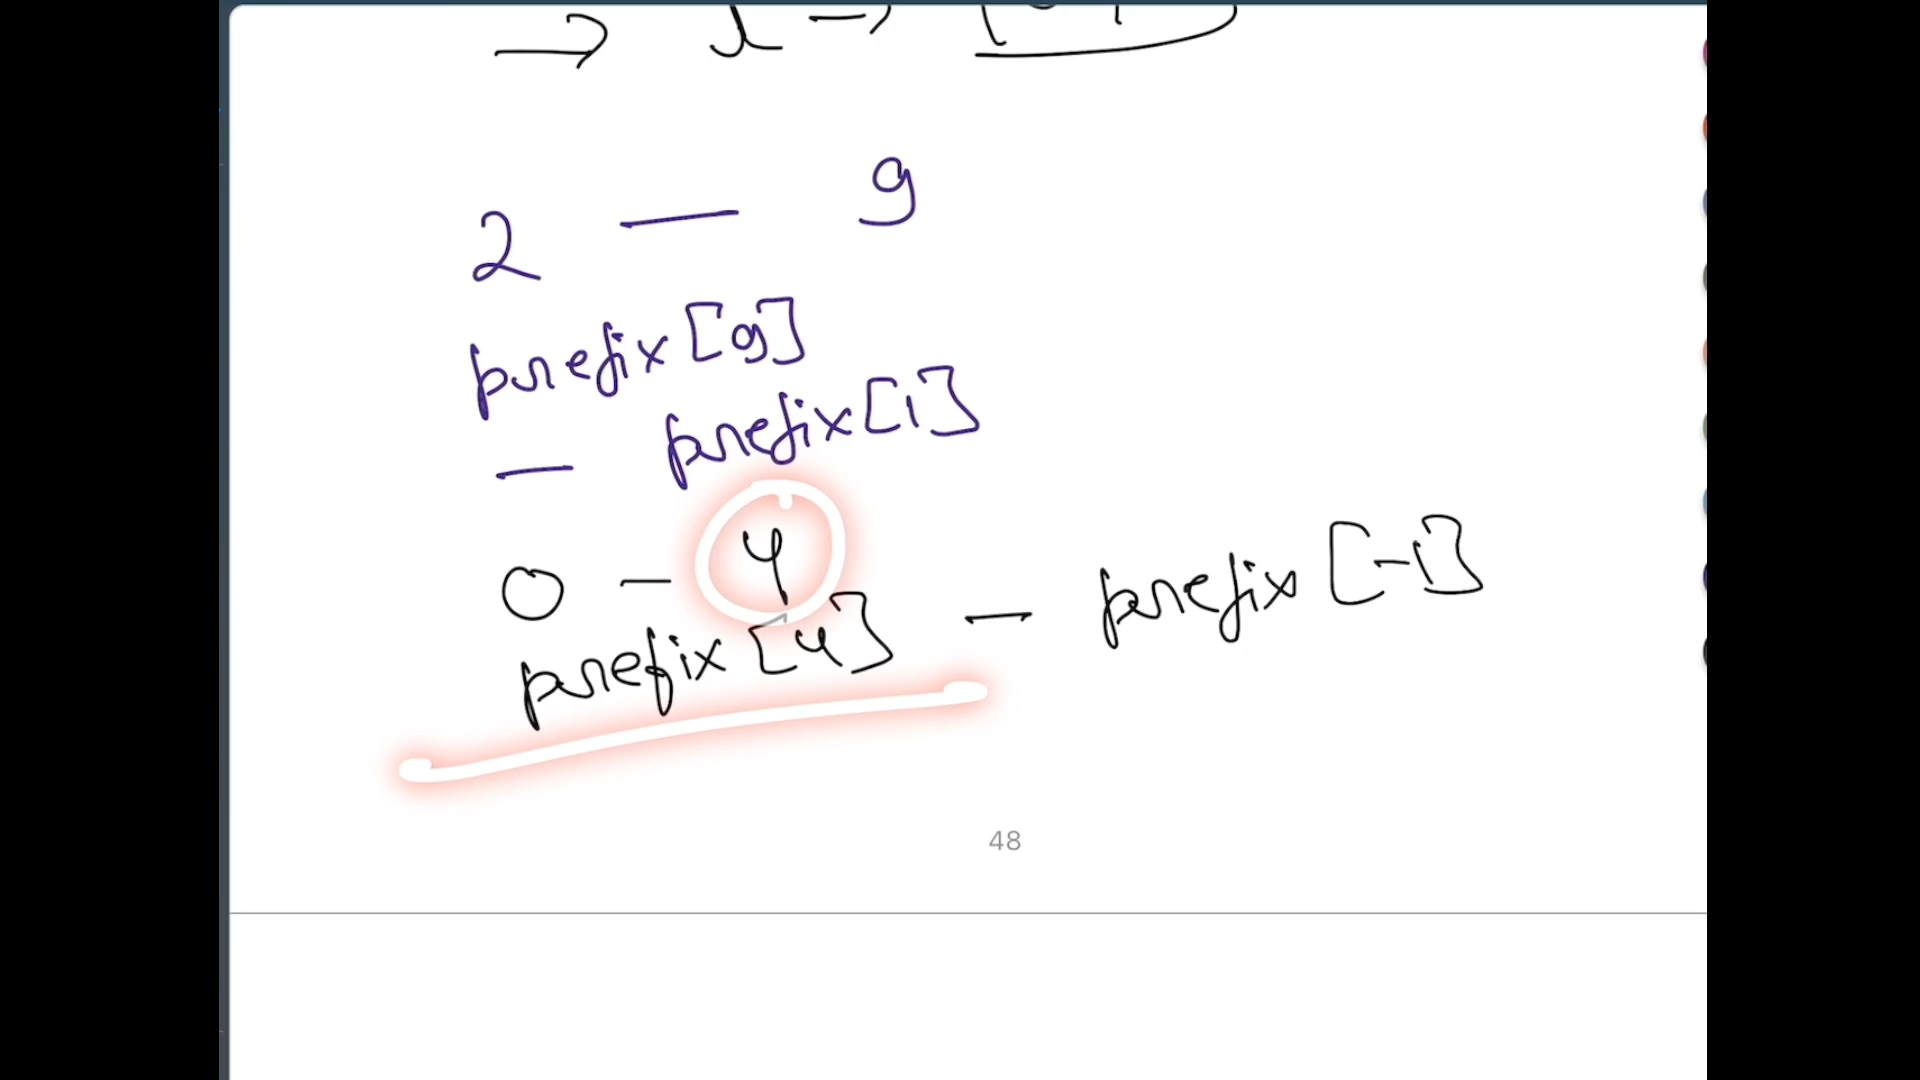 2 — 9
prefix[9]
— prefix[1]
0 — 4
prefix[4] — prefix[-1]
48